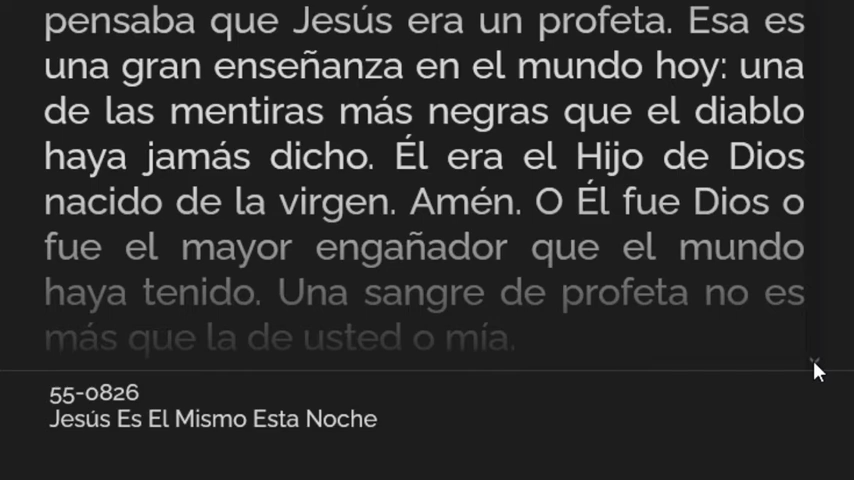 pensaba que Jesús era un profeta. Esa es
una gran enseñanza en el mundo hoy: una
de las mentiras más negras que el diablo
haya jamás dicho. Él era el Hijo de Dios
nacido de la virgen. Amén. O Él fue Dios o
fue el mayor engañador que el mundo
haya tenido. Una sangre de profeta no es
más que la de usted o mía.
55-0826
Jesús Es El Mismo Esta Noche